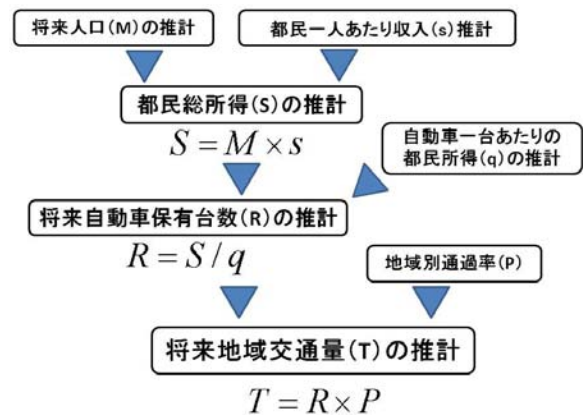 将来人口(M)の推計
都民一人あたり収入(s)推計
都民総所得(S)の推計
S = M × s
自動車一台あたりの
都民所得(q)の推計
将来自動車保有台数(R)の推計
R = S / q
地域別通過率(P)
将来地域交通量(T)の推計
T = R × P